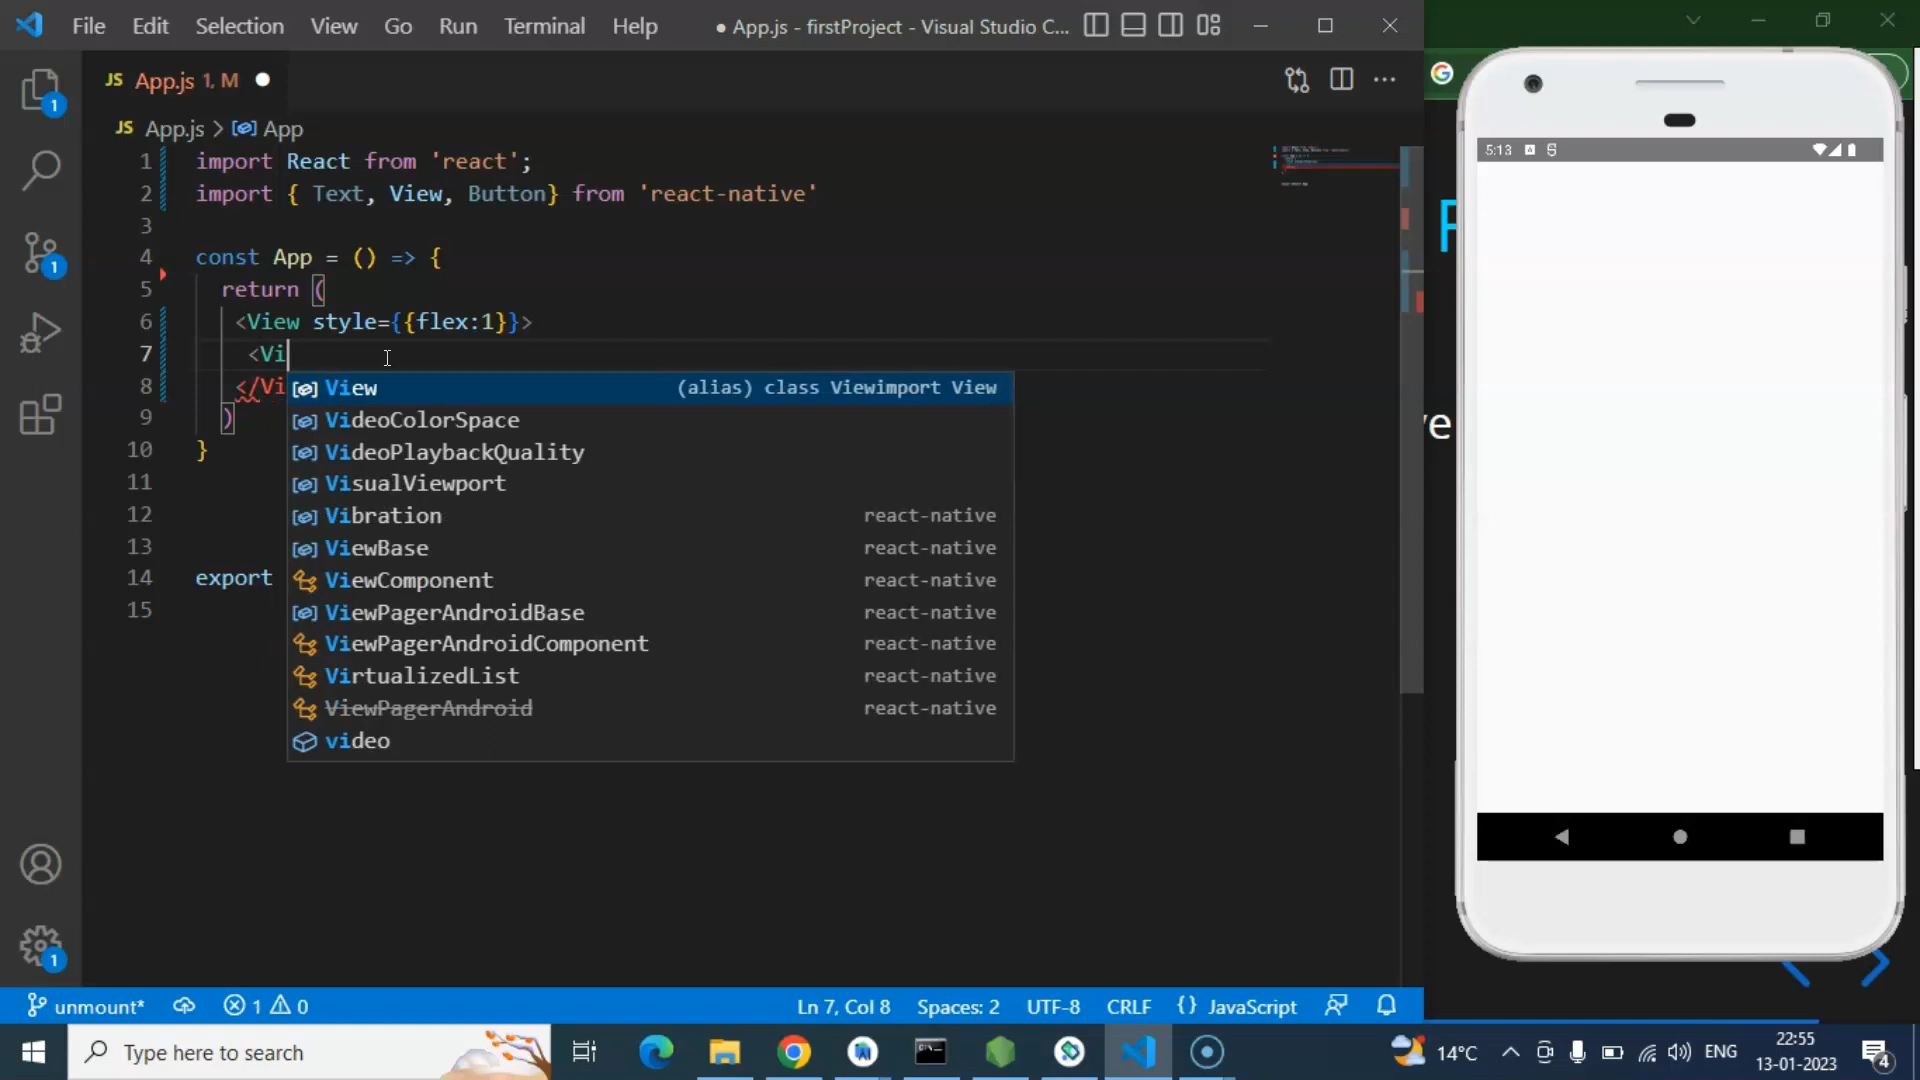 File Edit Selection View Go Run Terminal Help
● App.js - firstProject - Visual Studio C...
JS App.js 1, M
JS App.js > App
1 import React from 'react';
2 import { Text, View, Button} from 'react-native'
3
4 const App = () => {
5 return (
6 <View style={{flex:1}}>
7 <Vi
8 </Vi
9 )
10 }
11
12
13
14 export
15
View (alias) class Viewimport View
VideoColorSpace
VideoPlaybackQuality
VisualViewport
Vibration react-native
ViewBase react-native
ViewComponent react-native
ViewPagerAndroidBase react-native
ViewPagerAndroidComponent react-native
VirtualizedList react-native
ViewPagerAndroid react-native
video
1
1
1
5:13 A S
G
ve
unmount* 1 0 Ln 7, Col 8 Spaces: 2 UTF-8 CRLF {} JavaScript
Type here to search
14°C ENG
22:55
13-01-2023
4